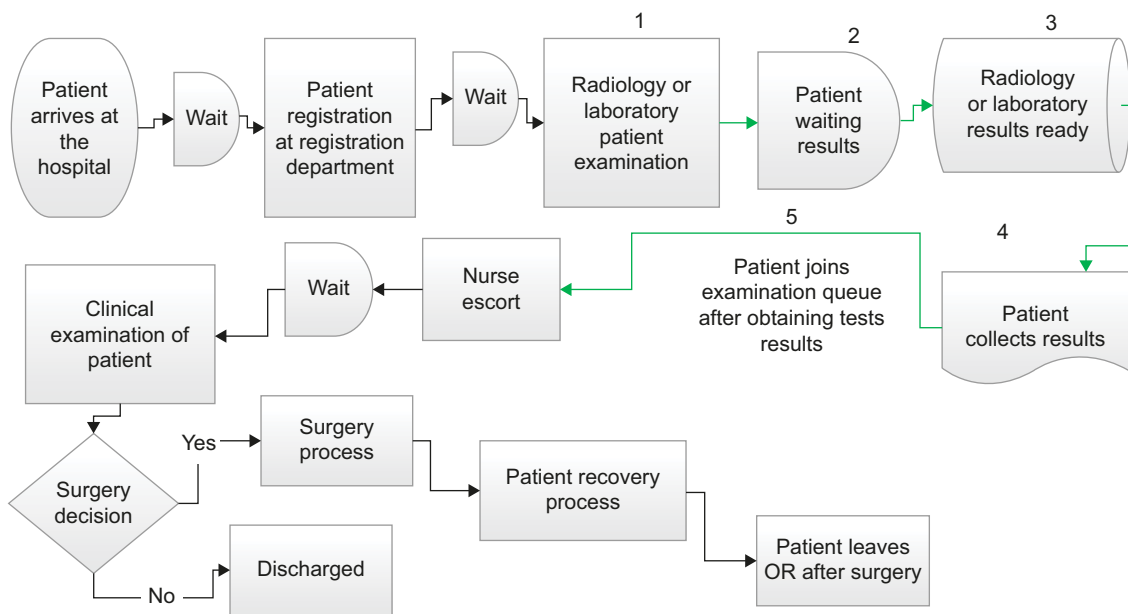 1
2
3
Patient
arrives at
the
hospital
Wait
Patient
registration
at registration
department
Wait
Radiology or
laboratory
patient
examination
Patient
waiting
results
Radiology
or laboratory
results ready
5
4
Clinical
examination of
patient
Wait
Nurse
escort
Patient joins
examination queue
after obtaining tests
results
Patient
collects results
Surgery
decision
Yes
Surgery
process
Patient recovery
process
Patient leaves
OR after surgery
No
Discharged